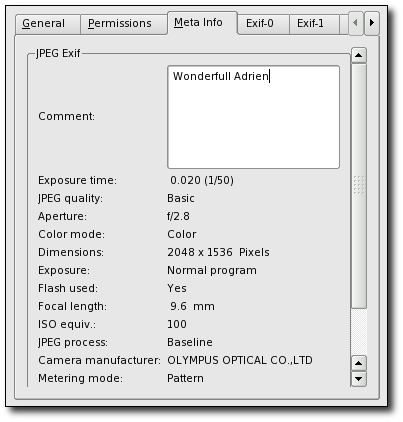 General Permissions Meta Info Exif-0 Exif-1
JPEG Exif
Wonderfull Adrien
Comment:
Exposure time: 0.020 (1/50)
JPEG quality: Basic
Aperture: f/2.8
Color mode: Color
Dimensions: 2048 x 1536 Pixels
Exposure: Normal program
Flash used: Yes
Focal length: 9.6 mm
ISO equiv.: 100
JPEG process: Baseline
Camera manufacturer: OLYMPUS OPTICAL CO.,LTD
Metering mode: Pattern